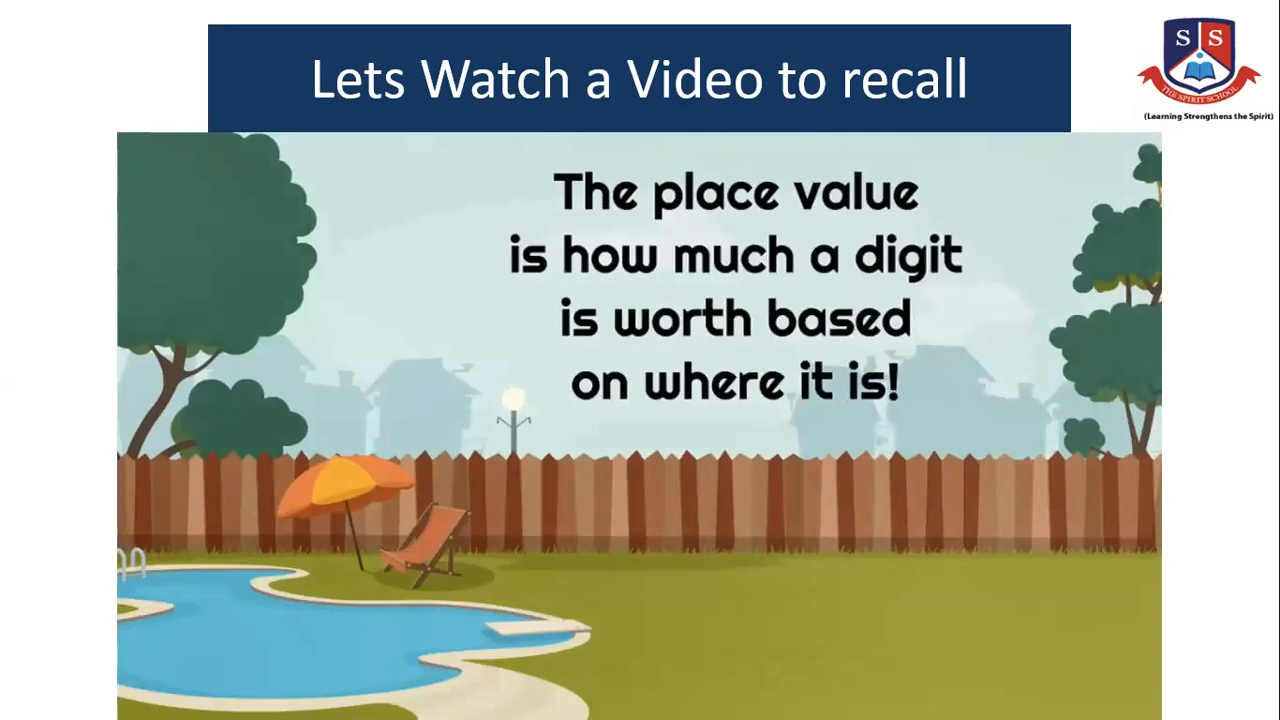 Lets Watch a Video to recall
S S
THE SPIRIT SCHOOL
(Learning Strengthens the Spirit)
The place value
is how much a digit
is worth based
on where it is!